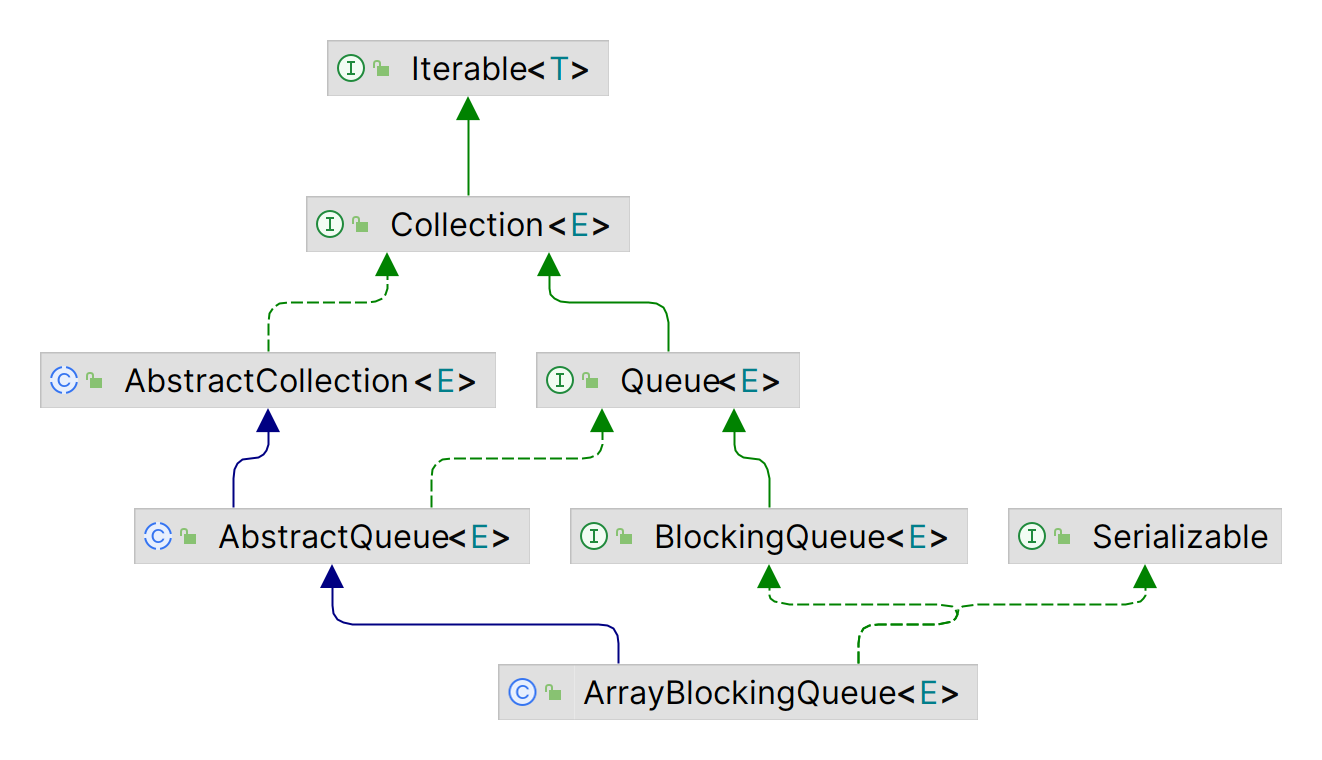 I Iterable<T>
I Collection<E>
C AbstractCollection<E>
I Queue<E>
C AbstractQueue<E>
I BlockingQueue<E>
I Serializable
C ArrayBlockingQueue<E>